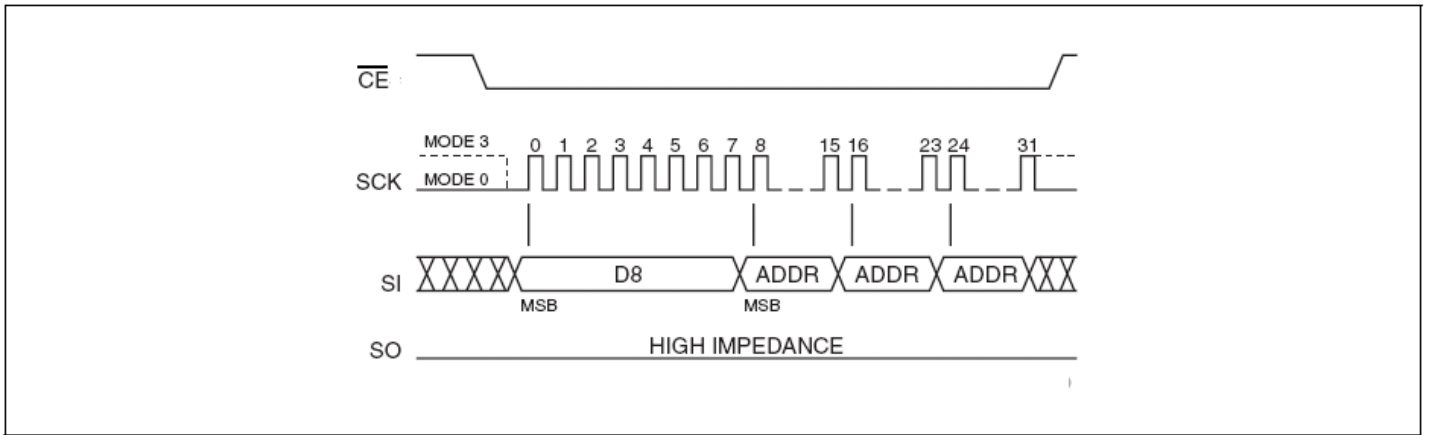 CE
MODE 3
0 1 2 3 4 5 6 7 8 15 16 23 24 31
SCK MODE 0
SI D8 ADDR ADDR ADDR
MSB MSB
SO HIGH IMPEDANCE